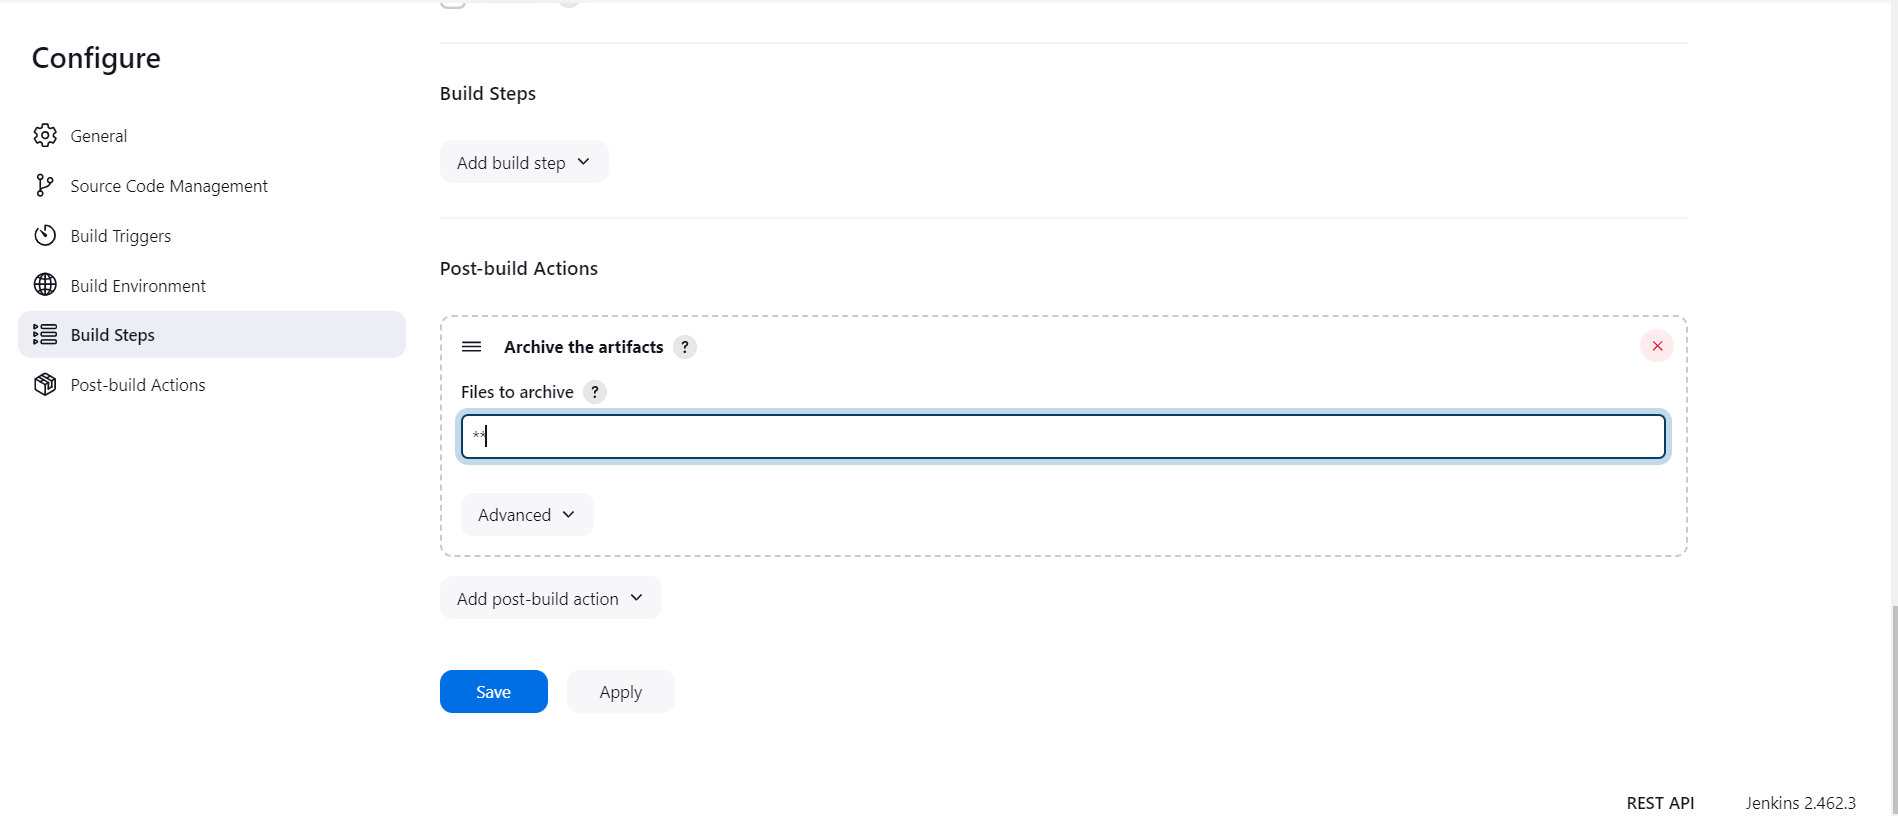 Configure
General
Source Code Management
Build Triggers
Build Environment
Build Steps
Post-build Actions
Build Steps
Add build step
Post-build Actions
Archive the artifacts ?
Files to archive ?
**
Advanced
Add post-build action
Save Apply
REST API Jenkins 2.462.3